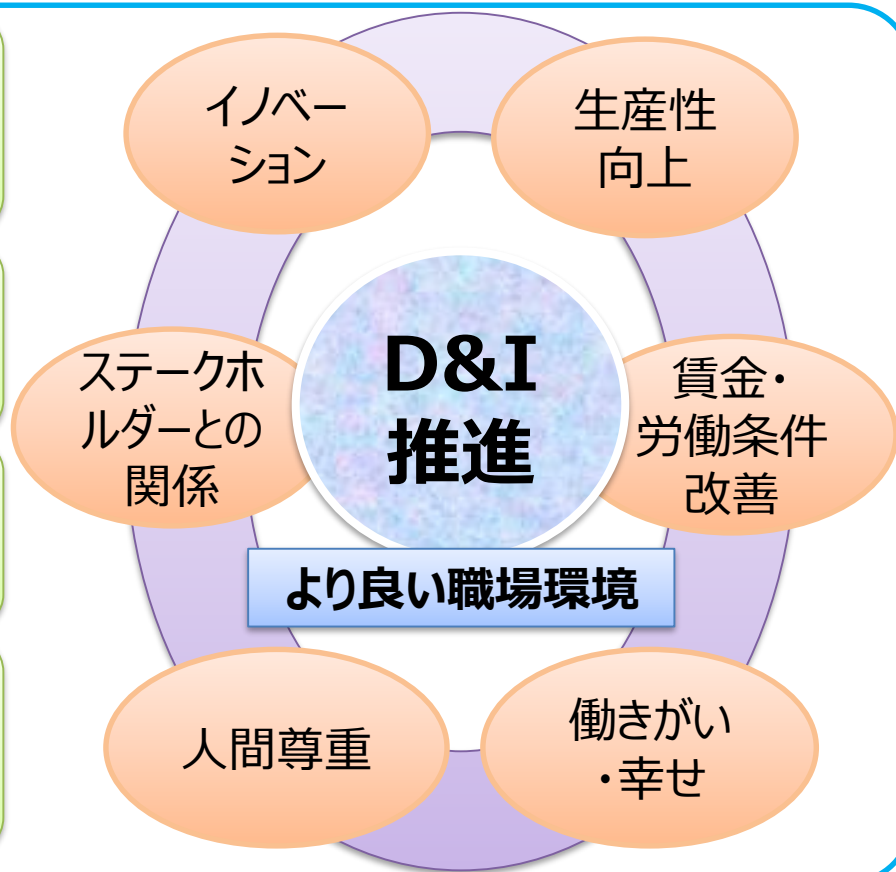 イノベー
ション
生産性
向上
D&I
推進
ステークホ
ルダーとの
関係
賃金・
労働条件
改善
より良い職場環境
人間尊重
働きがい
・幸せ